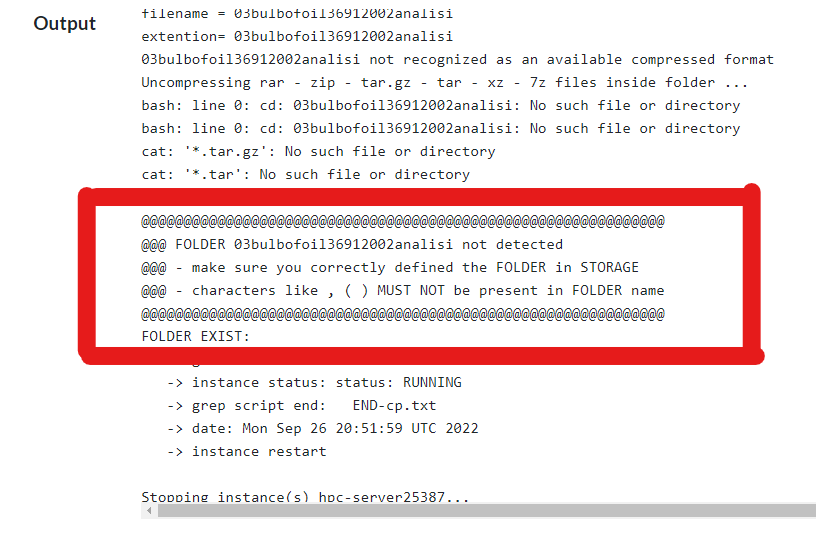 Output
filename = 03bulbofoil36912002analisi
extention= 03bulbofoil36912002analisi
03bulbofoil36912002analisi not recognized as an available compressed format
Uncompressing rar - zip - tar.gz - tar - xz - 7z files inside folder ...
bash: line 0: cd: 03bulbofoil36912002analisi: No such file or directory
bash: line 0: cd: 03bulbofoil36912002analisi: No such file or directory
cat: '*.tar.gz': No such file or directory
cat: '*.tar': No such file or directory
@@@@@@@@@@@@@@@@@@@@@@@@@@@@@@@@@@@@@@@@@@@@@@@@@@@@@@@@@@@@@@
@@@ FOLDER 03bulbofoil36912002analisi not detected
@@@ - make sure you correctly defined the FOLDER in STORAGE
@@@ - characters like , ( ) MUST NOT be present in FOLDER name
@@@@@@@@@@@@@@@@@@@@@@@@@@@@@@@@@@@@@@@@@@@@@@@@@@@@@@@@@@@@@@
FOLDER EXIST:
-> instance status: status: RUNNING
-> grep script end:   END-cp.txt
-> date: Mon Sep 26 20:51:59 UTC 2022
-> instance restart
Stopping instance(s) hpc-server25387...